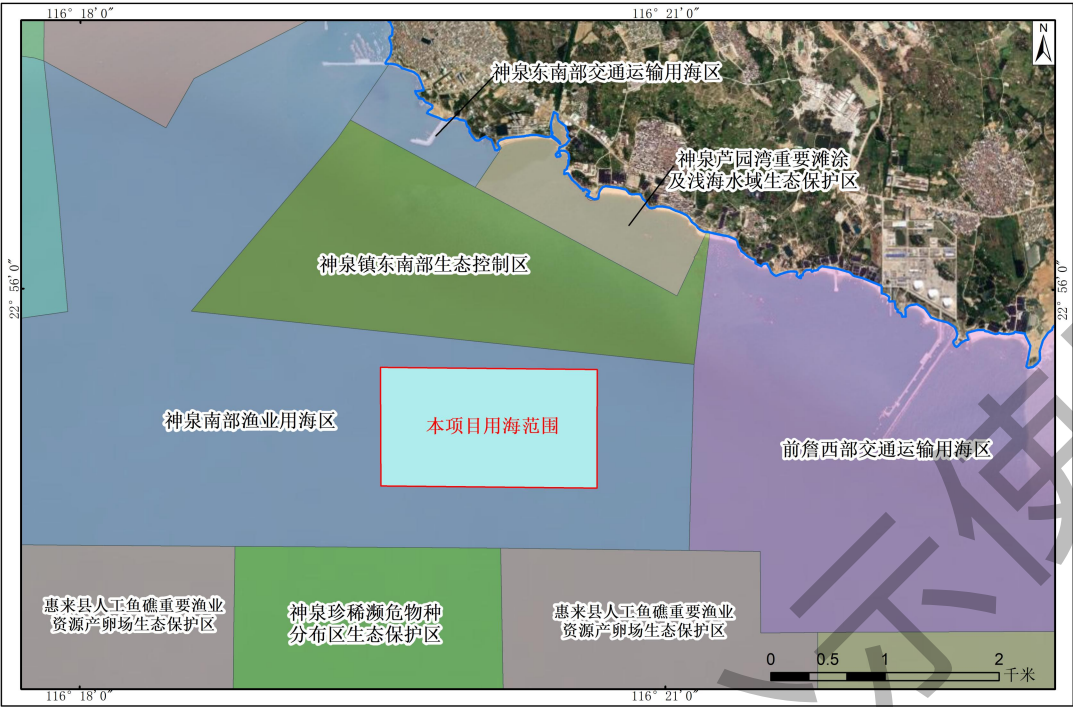 116° 18′0″
116° 21′0″
N
神泉东南部交通运输用海区
神泉芦园湾重要滩涂
及浅海水域生态保护区
神泉镇东南部生态控制区
22° 56′0″
22° 56′0″
神泉南部渔业用海区
本项目用海范围
前詹西部交通运输用海区
惠来县人工鱼礁重要渔业
资源产卵场生态保护区
神泉珍稀濒危物种
分布区生态保护区
惠来县人工鱼礁重要渔业
资源产卵场生态保护区
0 0.5 1 2
千米
116° 18′0″
116° 21′0″
示使